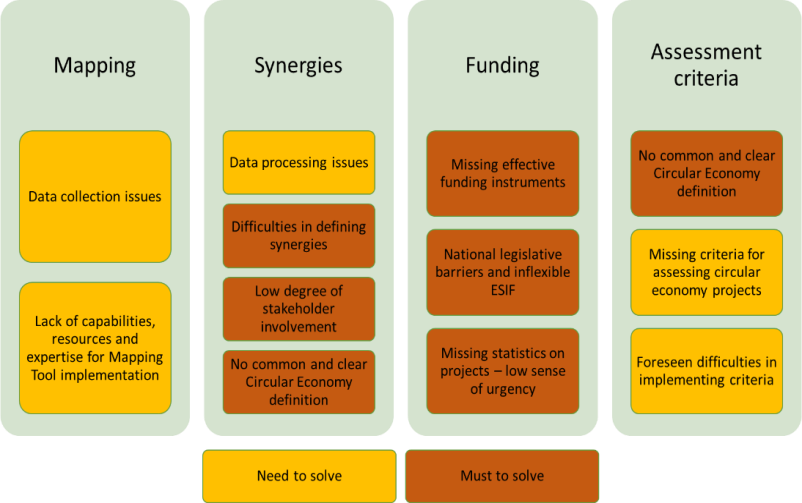 Mapping
Data collection issues
Lack of capabilities,
resources and
expertise for Mapping
Tool implementation
Synergies
Data processing issues
Difficulties in defining
synergies
Low degree of
stakeholder
involvement
No common and clear
Circular Economy
definition
Funding
Missing effective
funding instruments
National legislative
barriers and inflexible
ESIF
Missing statistics on
projects – low sense
of urgency
Assessment
criteria
No common and clear
Circular Economy
definition
Missing criteria for
assessing circular
economy projects
Foreseen difficulties in
implementing criteria
Need to solve
Must to solve